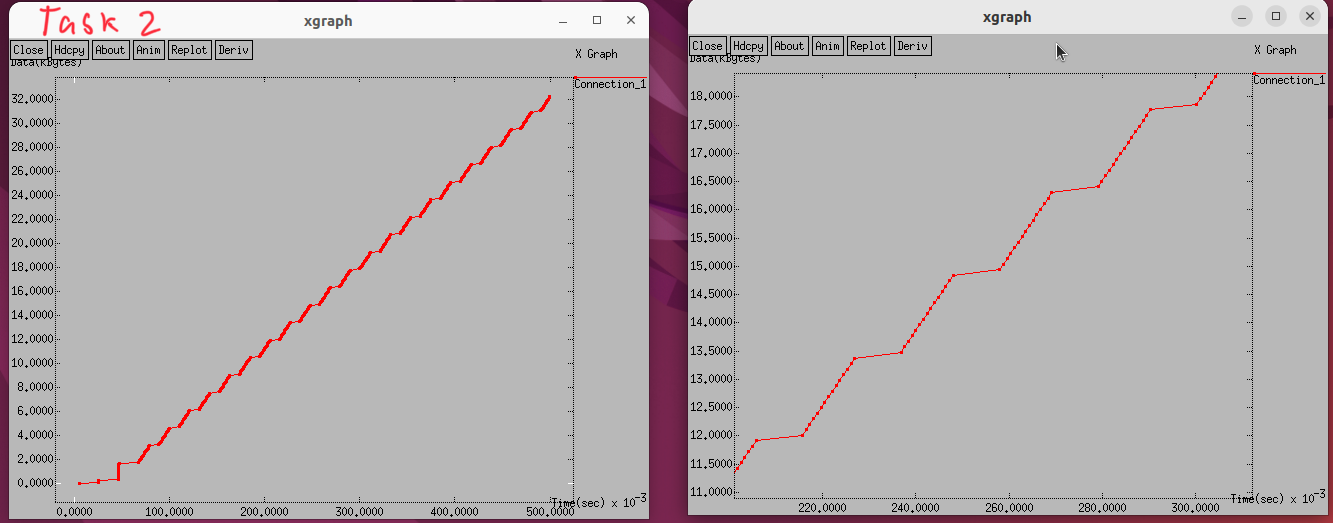 Task 2
xgraph
Close Hdcpy About Anim Replot Deriv
X Graph
Data(kBytes)
Connection_1
32.0000
30.0000
28.0000
26.0000
24.0000
22.0000
20.0000
18.0000
16.0000
14.0000
12.0000
10.0000
8.0000
6.0000
4.0000
2.0000
0.0000
Time(sec) x 10-3
0.0000 100.0000 200.0000 300.0000 400.0000 500.0000
xgraph
Close Hdcpy About Anim Replot Deriv
X Graph
Data(kBytes)
Connection_1
18.0000
17.5000
17.0000
16.5000
16.0000
15.5000
15.0000
14.5000
14.0000
13.5000
13.0000
12.5000
12.0000
11.5000
11.0000
Time(sec) x 10-3
220.0000 240.0000 260.0000 280.0000 300.0000